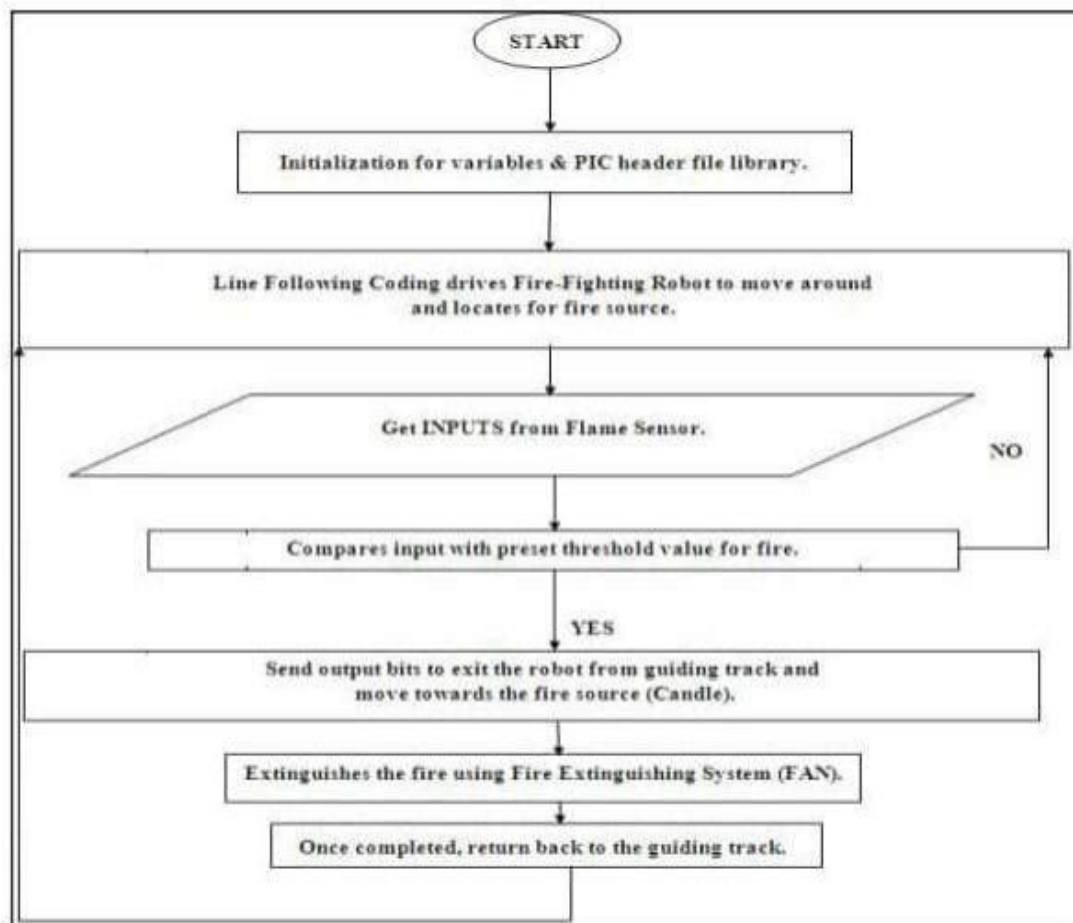 START
Initialization for variables & PIC header file library.
Line Following Coding drives Fire-Fighting Robot to move around
and locates for fire source.
Get INPUTS from Flame Sensor.
NO
Compares input with preset threshold value for fire.
YES
Send output bits to exit the robot from guiding track and
move towards the fire source (Candle).
Extinguishes the fire using Fire Extinguishing System (FAN).
Once completed, return back to the guiding track.